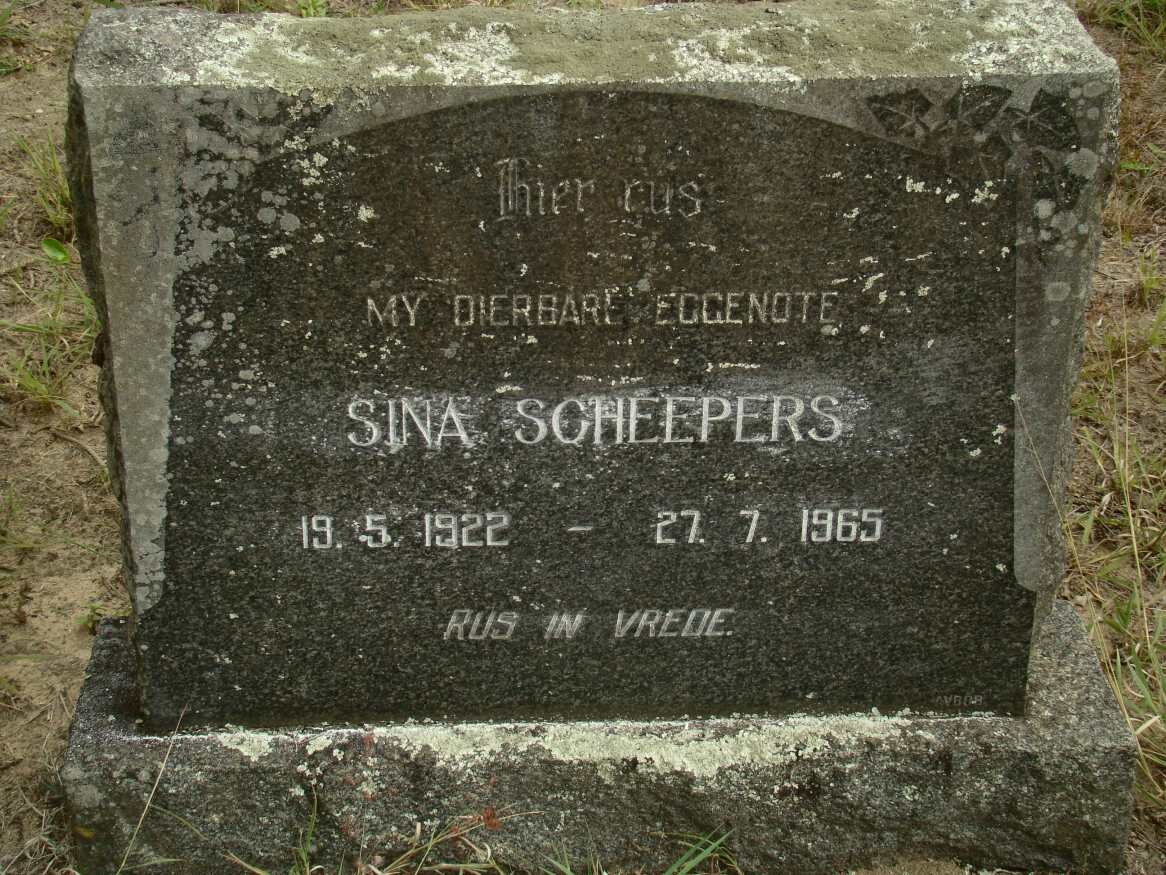 Hier rus
MY DIERBARE EGGENOTE
SINA SCHEEPERS
19. 5. 1922 – 27. 7. 1965
RUS IN VREDE.